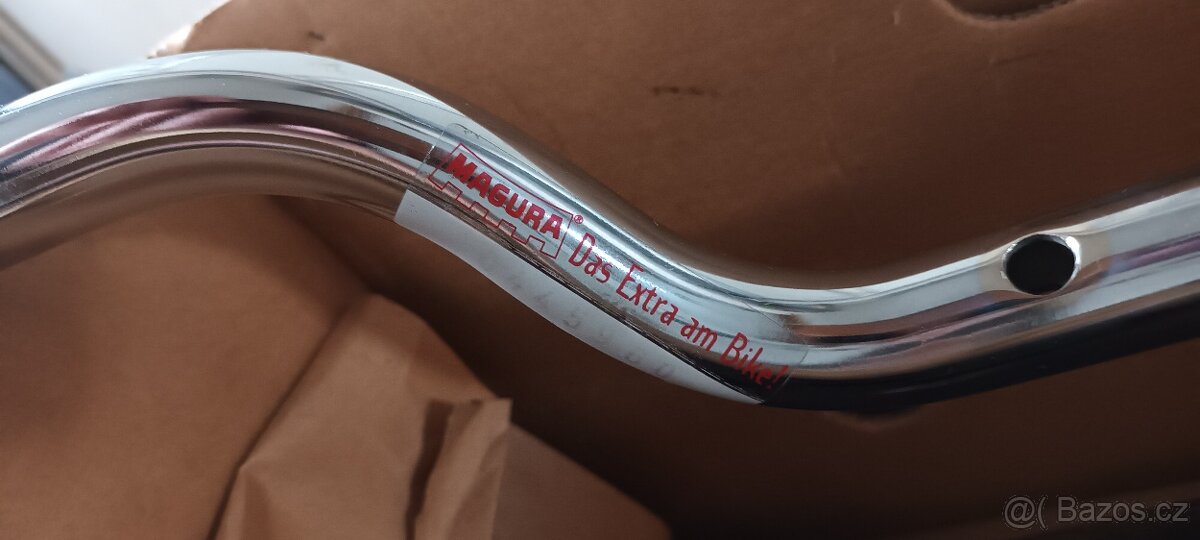 MAGURA®
Das Extra am Bike!
@( Bazos.cz